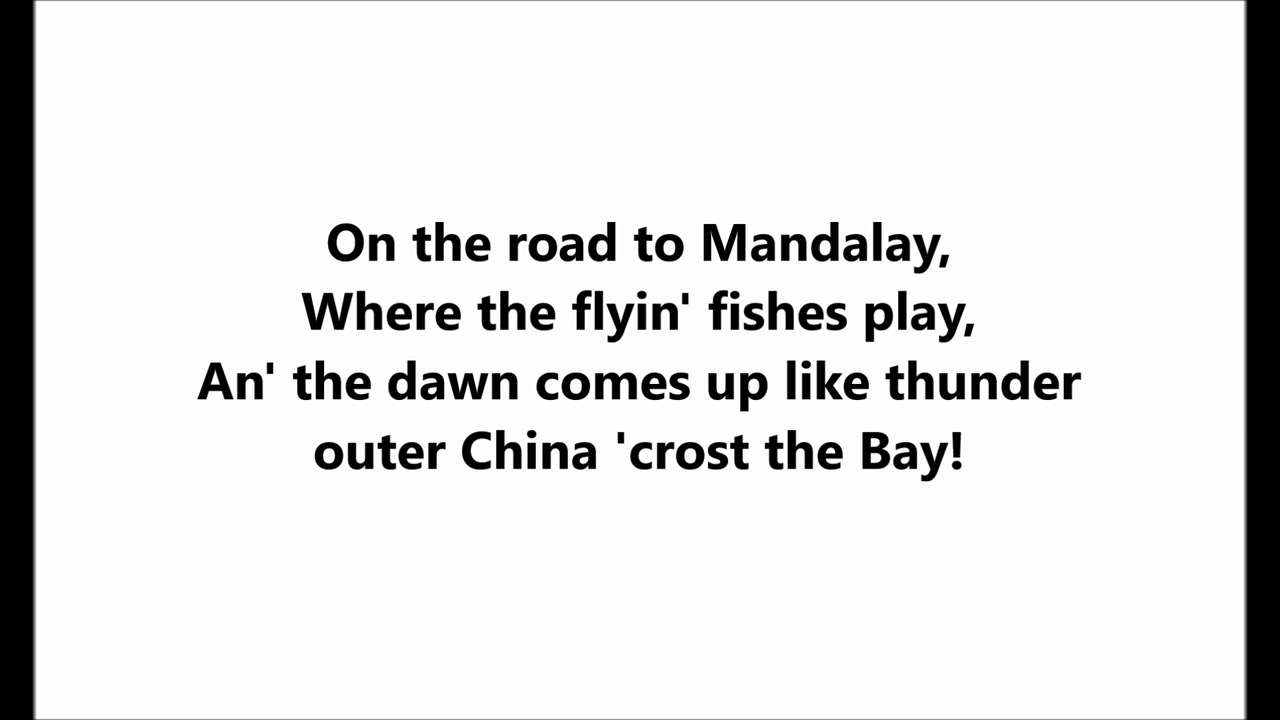 On the road to Mandalay,
Where the flyin' fishes play,
An' the dawn comes up like thunder
outer China 'crost the Bay!